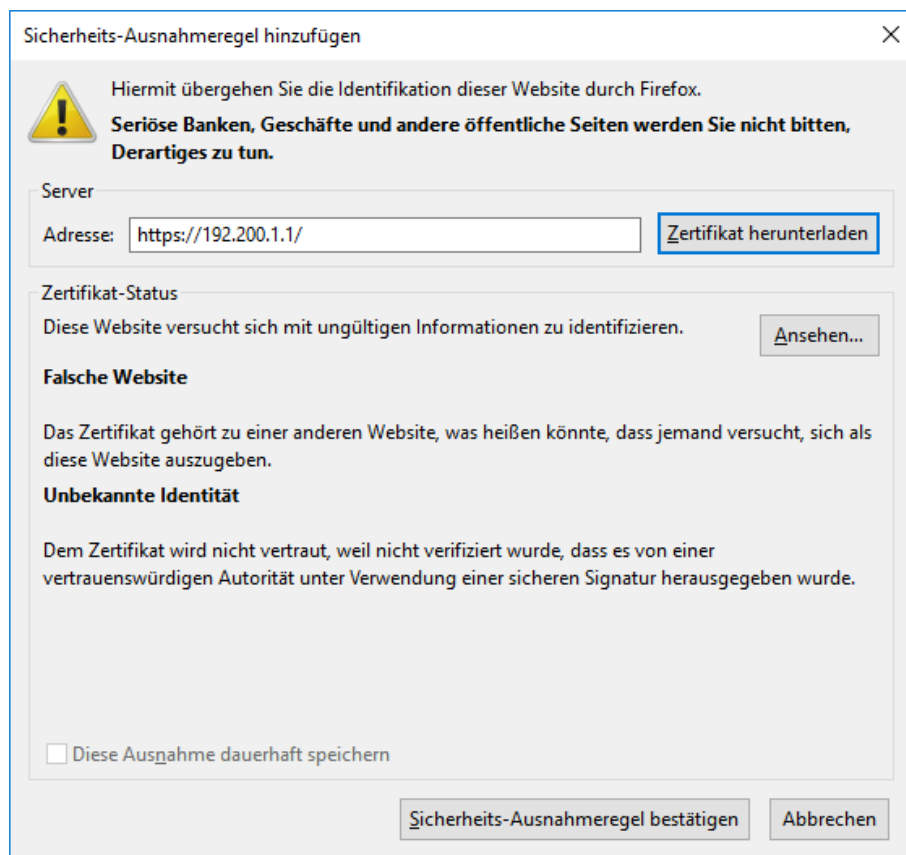 Sicherheits-Ausnahmeregel hinzufügen
Hiermit übergehen Sie die Identifikation dieser Website durch Firefox.
Seriöse Banken, Geschäfte und andere öffentliche Seiten werden Sie nicht bitten,
Derartiges zu tun.
Server
Adresse: https://192.200.1.1/ Zertifikat herunterladen
Zertifikat-Status
Diese Website versucht sich mit ungültigen Informationen zu identifizieren.
Ansehen...
Falsche Website
Das Zertifikat gehört zu einer anderen Website, was heißen könnte, dass jemand versucht, sich als
diese Website auszugeben.
Unbekannte Identität
Dem Zertifikat wird nicht vertraut, weil nicht verifiziert wurde, dass es von einer
vertrauenswürdigen Autorität unter Verwendung einer sicheren Signatur herausgegeben wurde.
Diese Ausnahme dauerhaft speichern
Sicherheits-Ausnahmeregel bestätigen Abbrechen